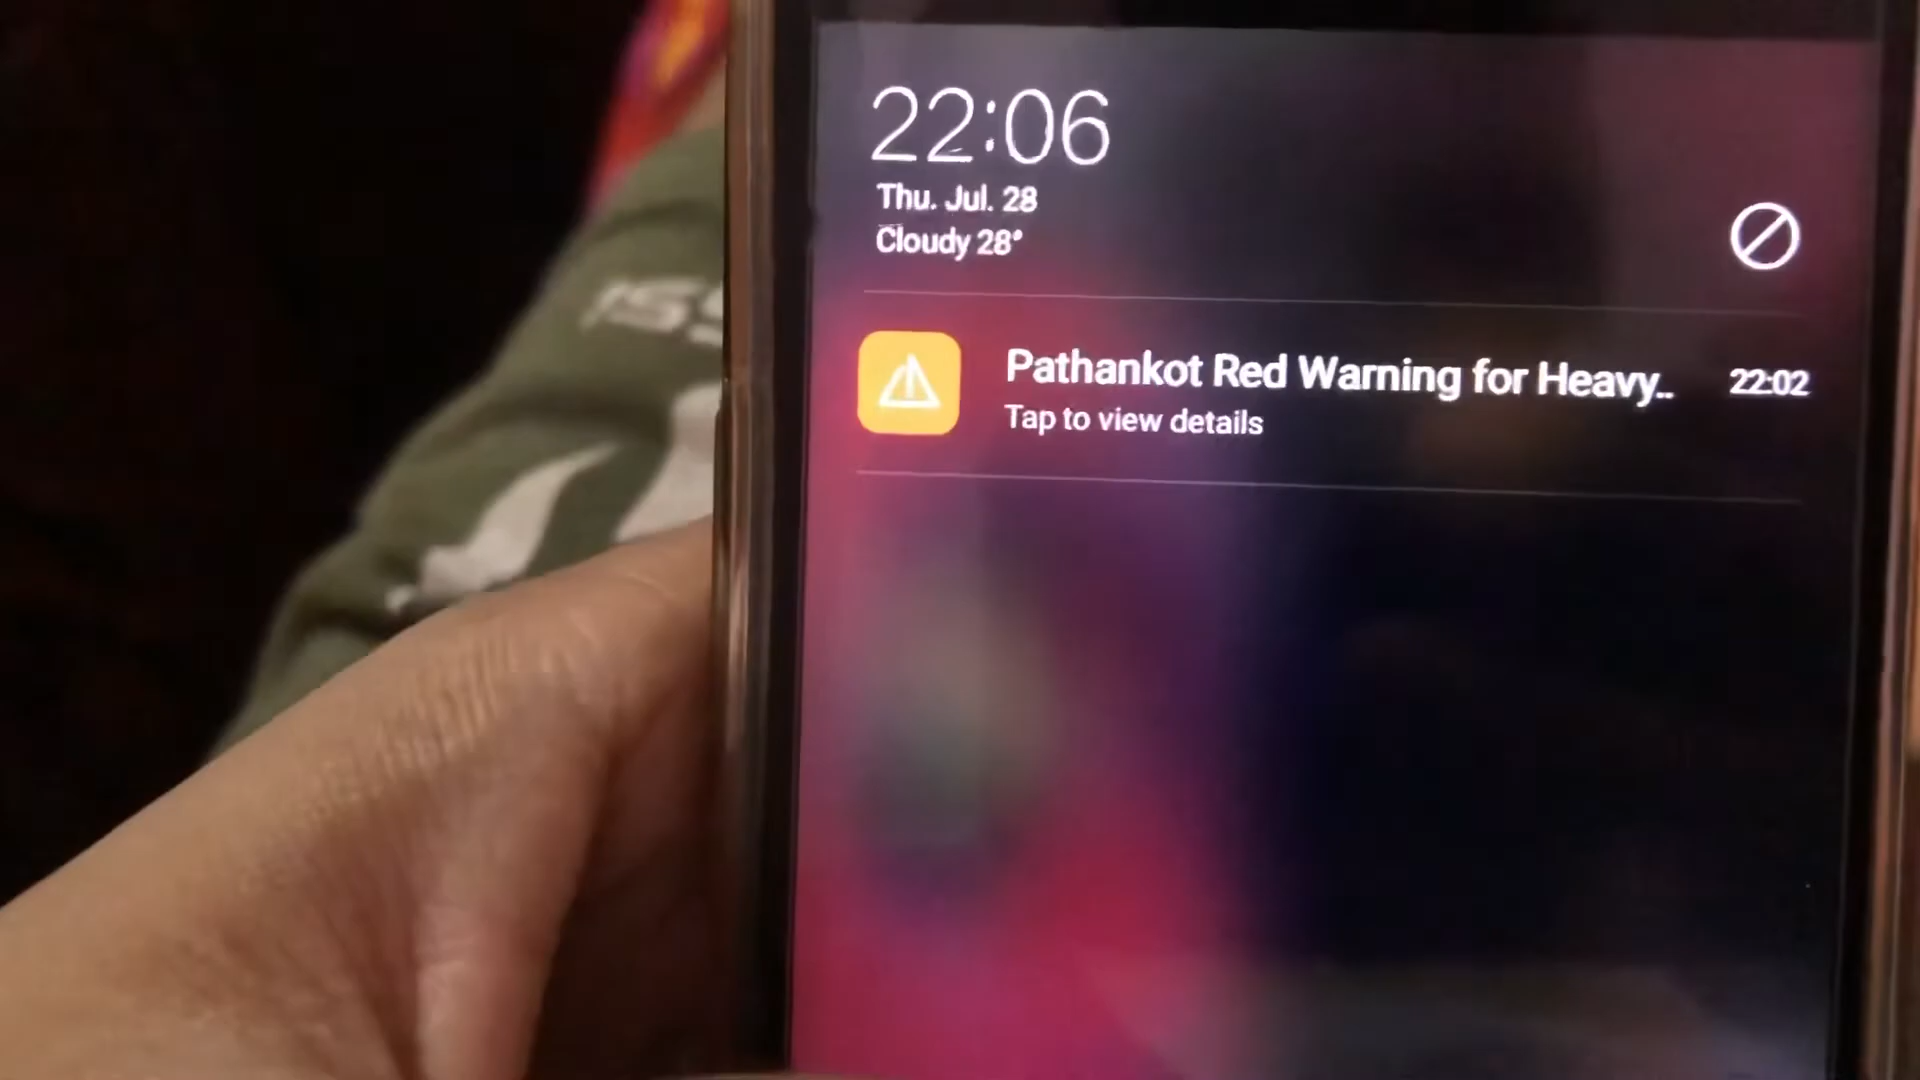 22:06
Thu. Jul. 28
Cloudy 28°
Pathankot Red Warning for Heavy..
22:02
Tap to view details